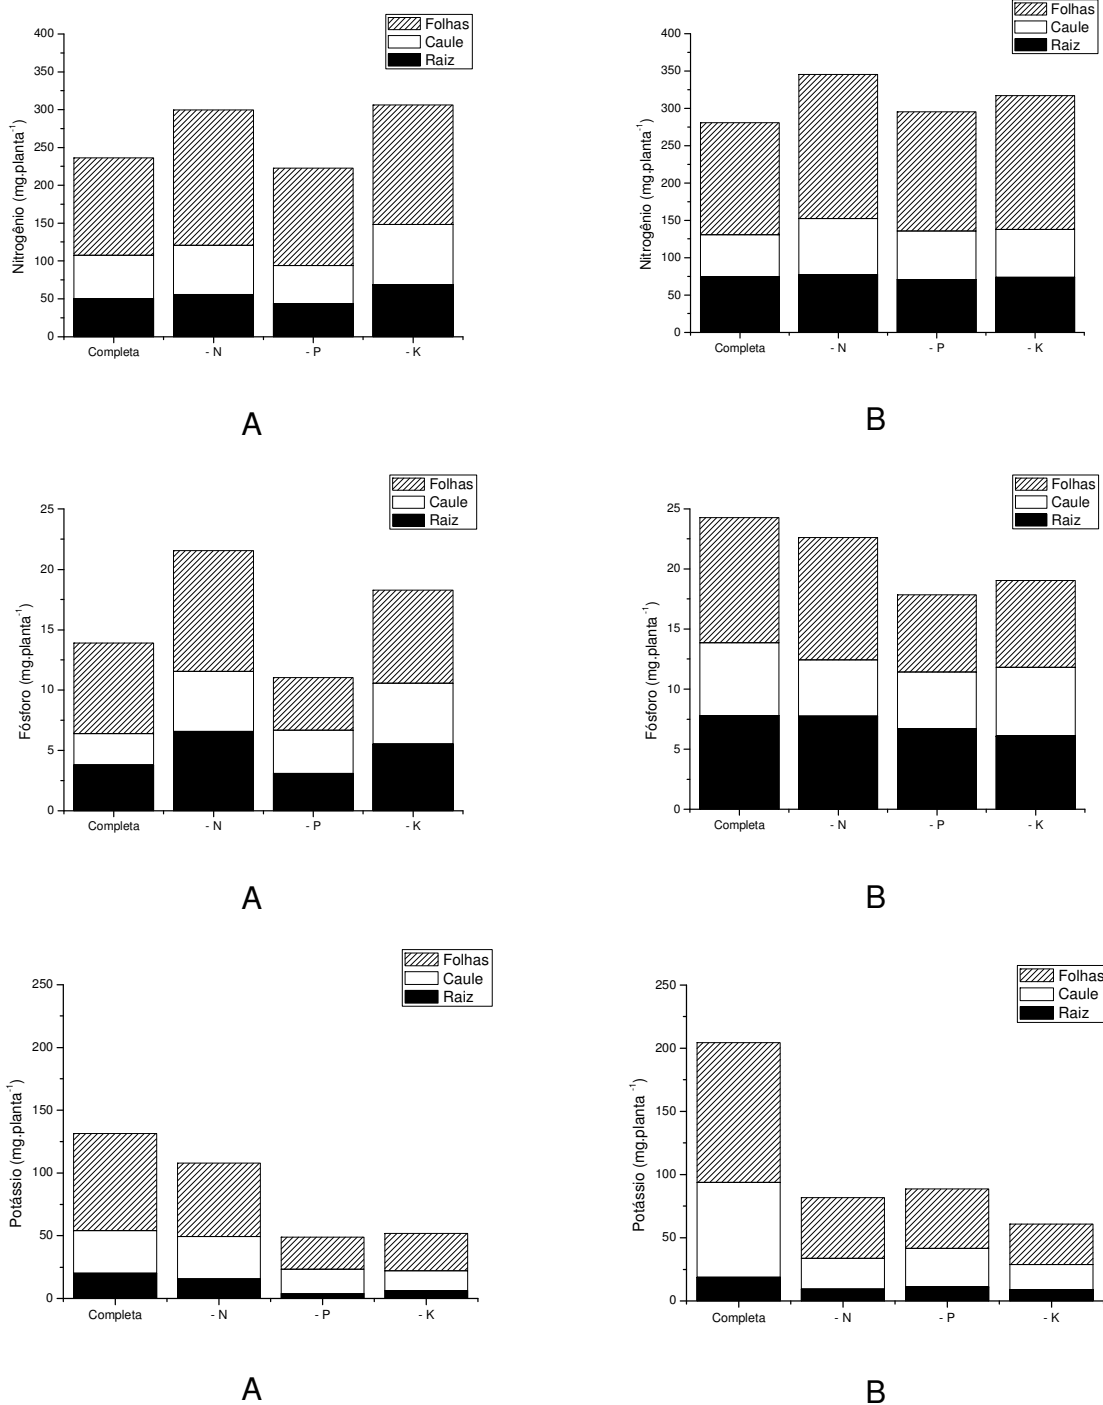 Folhas
Caule
Raiz
Nitrogênio (mg.planta-1)
400
350
300
250
200
150
100
50
0
Completa - N - P - K
A
Folhas
Caule
Raiz
Nitrogênio (mg.planta-1)
400
350
300
250
200
150
100
50
0
Completa - N - P - K
B
Folhas
Caule
Raiz
Fósforo (mg.planta-1)
25
20
15
10
5
0
Completa - N - P - K
A
Folhas
Caule
Raiz
Fósforo (mg.planta-1)
25
20
15
10
5
0
Completa - N - P - K
B
Folhas
Caule
Raiz
Potássio (mg.planta-1)
250
200
150
100
50
0
Completa - N - P - K
A
Folhas
Caule
Raiz
Potássio (mg.planta-1)
250
200
150
100
50
0
Completa - N - P - K
B